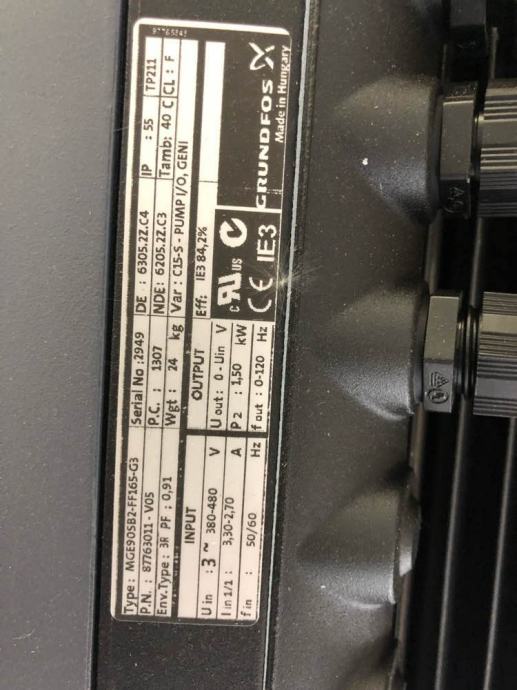 97765243
Type : MGE90SB2-FF165-G3
Serial No :2949
DE : 6305.2Z.C4
IP : 55
TP211
P.N. : 87763011 - V05
P.C. : 1307
NDE: 6205.2Z.C3
Tamb: 40 C
CL: F
Env.Type : 3R PF : 0,91
Wgt : 24 kg
Var : C15-S - PUMP I/O, GENI
INPUT
OUTPUT
Eff: IE3 84,2%
U in : 3 ~ 380-480 V
U out: 0 - Uin V
I in 1/1 : 3,30-2,70 A
P 2 : 1,50 kW
f in : 50/60 Hz
f out : 0-120 Hz
c RU US
CE IE3
GRUNDFOS
Made in Hungary